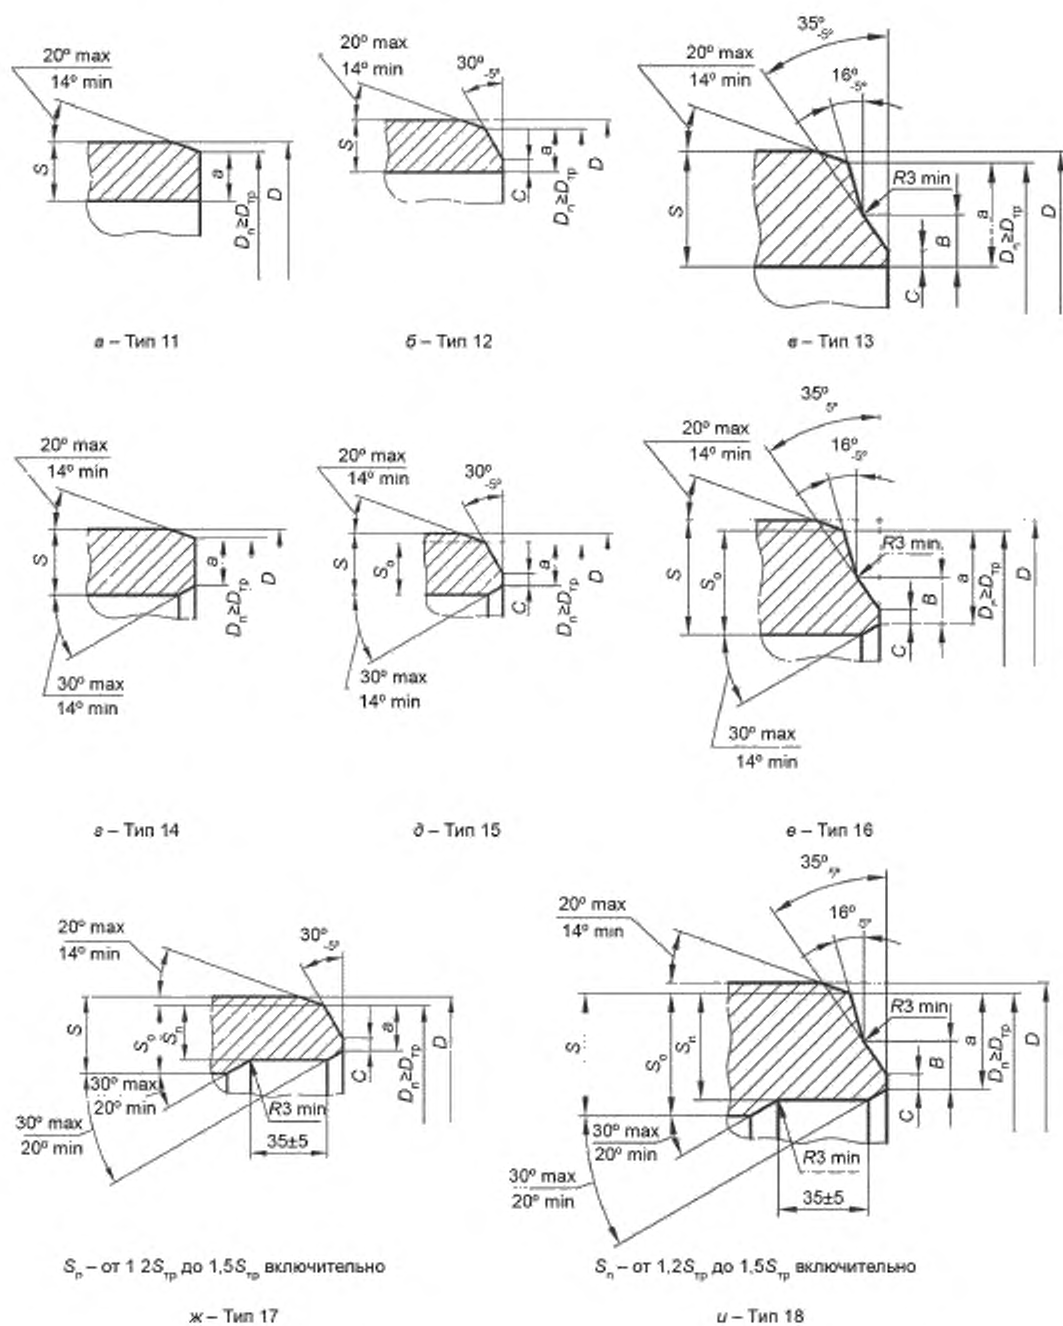 20° max
14° min
S
a
Dп≥Dтр
D
а – Тип 11
20° max
14° min
30° -5°
S
C
a
Dп≥Dтр
D
б – Тип 12
35° -5°
20° max
14° min
16° -5°
R3 min
S
C
B
a
Dп≥Dтр
D
в – Тип 13
20° max
14° min
S
a
Dп≥Dтр
D
30° max
14° min
г – Тип 14
20° max
14° min
30° -5°
S
Sо
C
a
Dп≥Dтр
D
30° max
14° min
д – Тип 15
35° 5°
20° max
14° min
16° -5°
R3 min
S
Sо
C
B
a
Dп≥Dтр
D
30° max
14° min
е – Тип 16
20° max
14° min
30° -5°
S
Sо
Sп
C
a
Dп≥Dтр
D
30° max
20° min
30° max
20° min
R3 min
35±5
Sп – от 1 2Sтр до 1,5Sтр включительно
ж – Тип 17
35° 5°
20° max
14° min
16° 5°
R3 min
S
Sо
Sп
C
B
a
Dп≥Dтр
D
30° max
20° min
30° max
20° min
R3 min
35±5
Sп – от 1,2Sтр до 1,5Sтр включительно
и – Тип 18